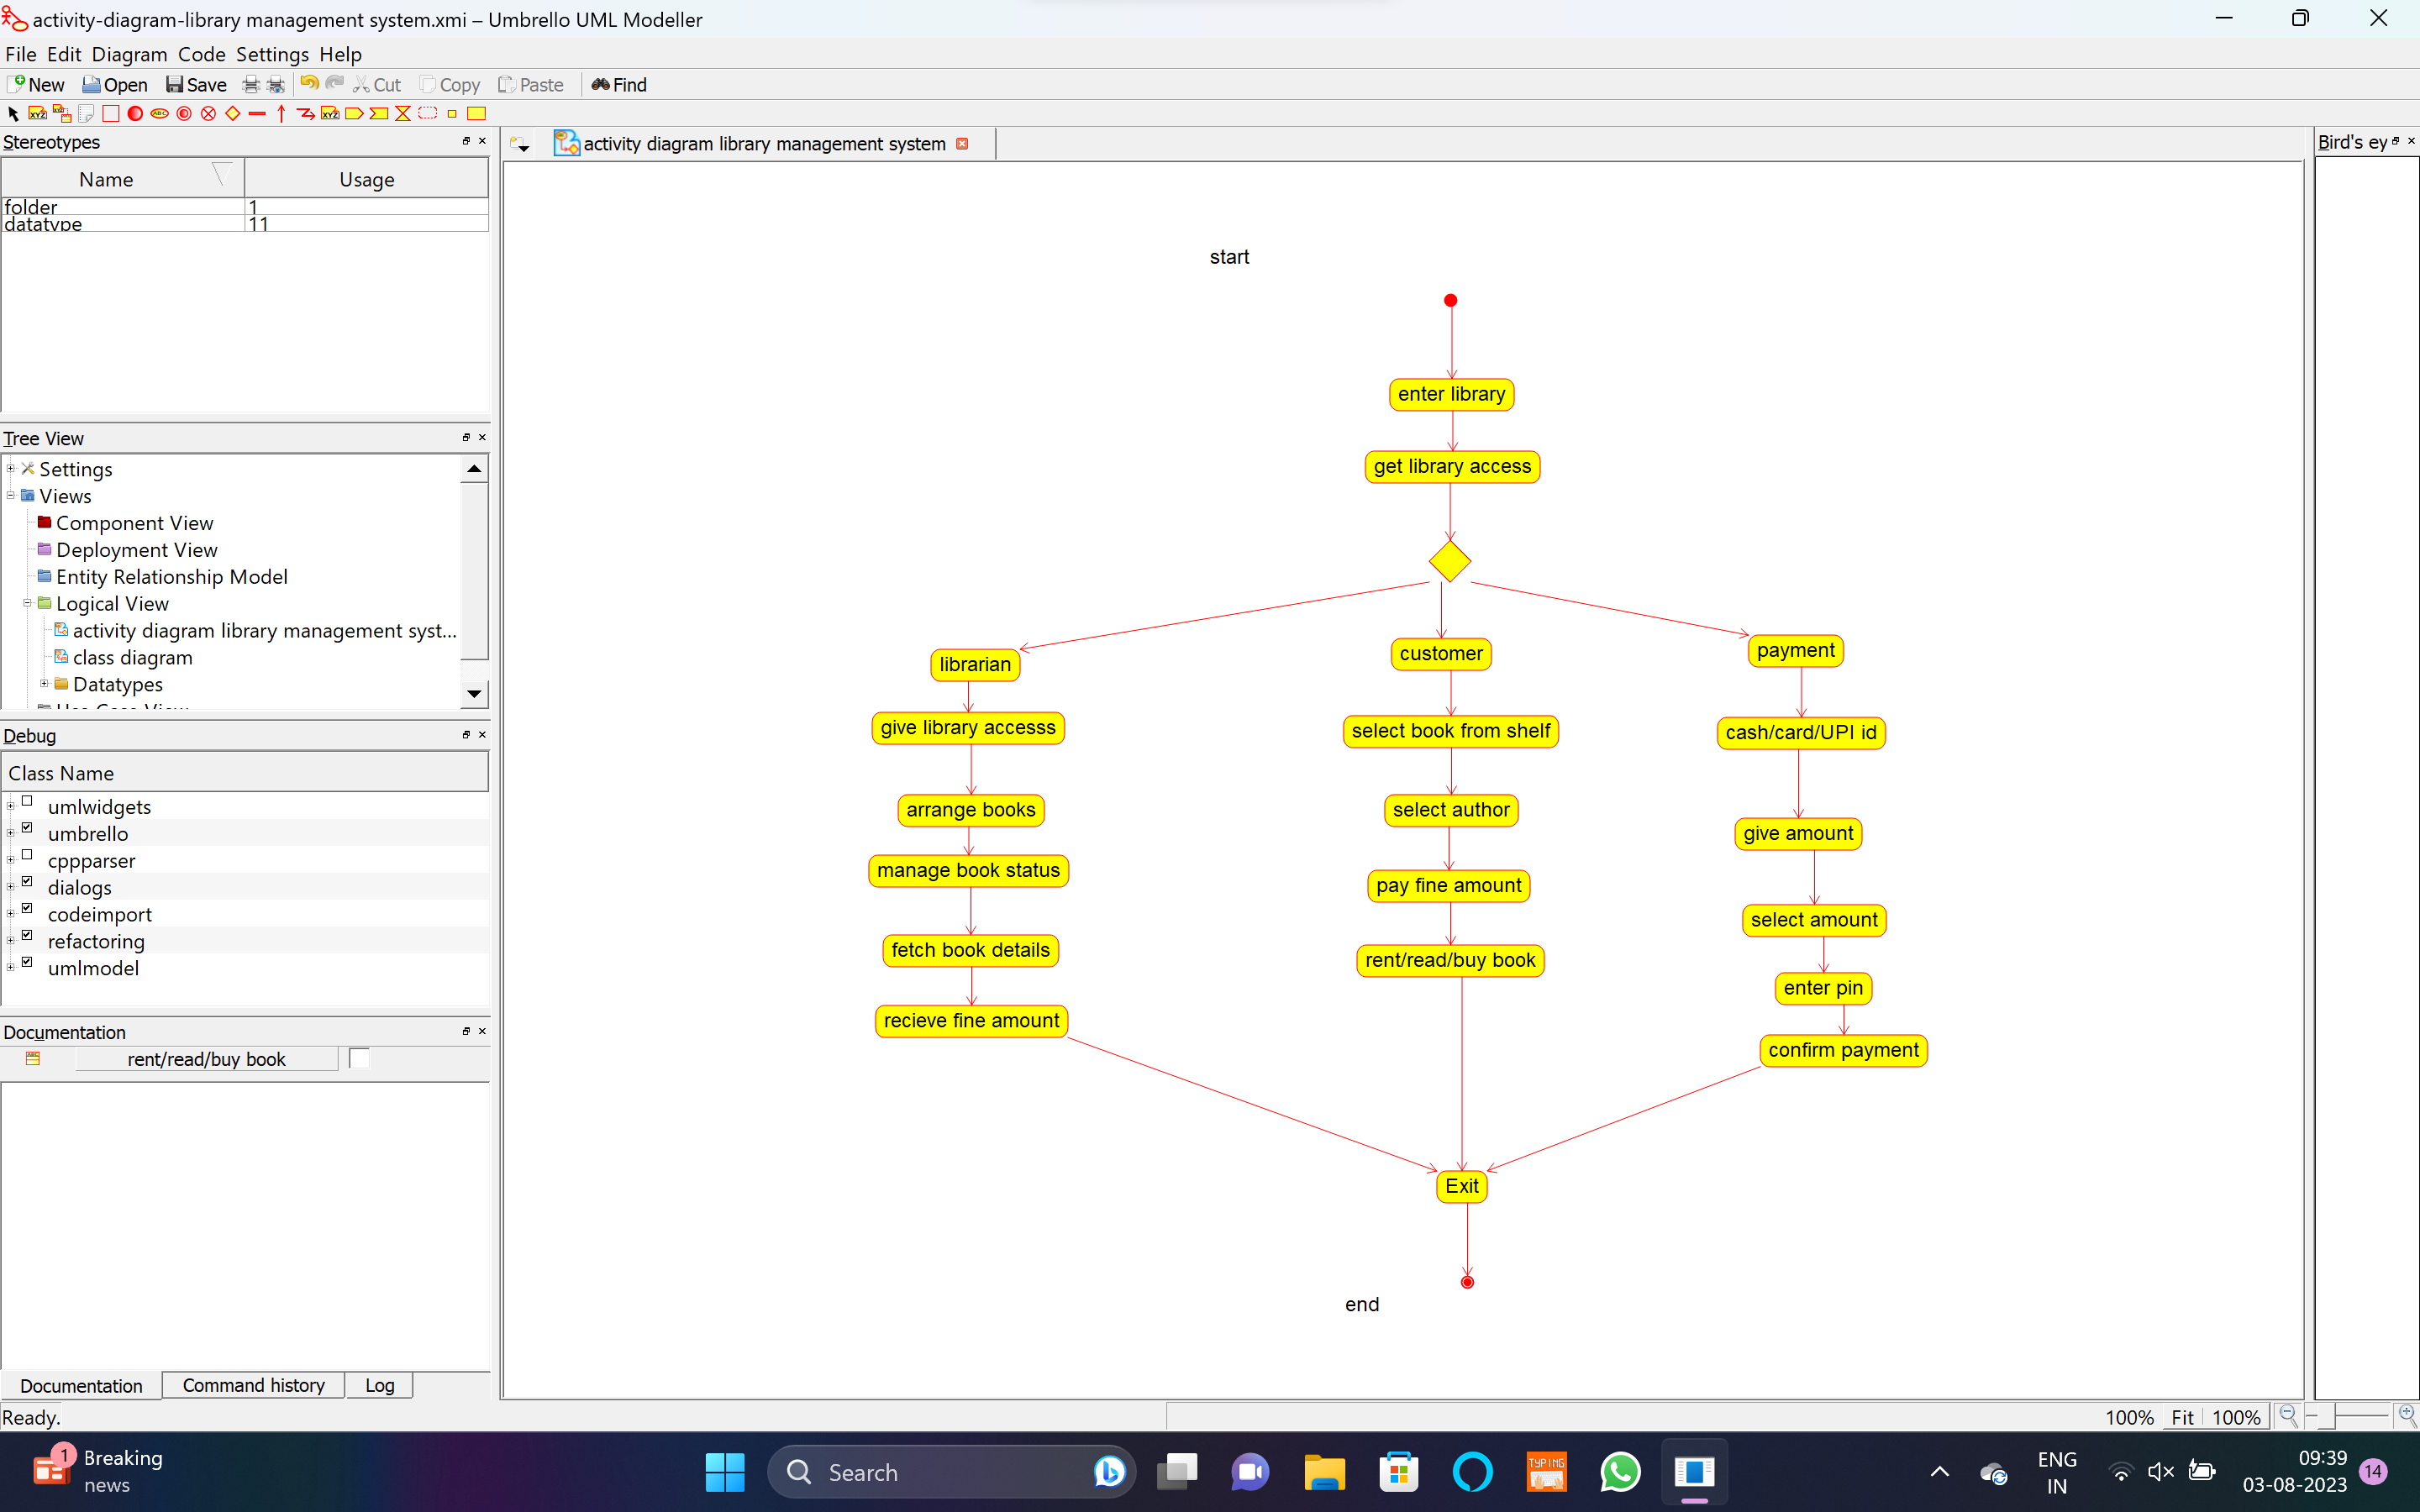 activity-diagram-library management system.xmi – Umbrello UML Modeller
File Edit Diagram Code Settings Help
New Open Save Cut Copy Paste Find
Stereotypes
Name Usage
folder 1
datatype 11
Tree View
Settings
Views
Component View
Deployment View
Entity Relationship Model
Logical View
activity diagram library management syst...
class diagram
Datatypes
Debug
Class Name
umlwidgets
umbrello
cppparser
dialogs
codeimport
refactoring
umlmodel
Documentation
rent/read/buy book
Documentation Command history Log
Ready.
activity diagram library management system
Bird's ey
start
enter library
get library access
librarian
customer
payment
give library accesss
select book from shelf
cash/card/UPI id
arrange books
select author
give amount
manage book status
pay fine amount
select amount
fetch book details
rent/read/buy book
enter pin
recieve fine amount
confirm payment
Exit
end
100% Fit 100%
1
Breaking
news
Search
TYPING
ENG
IN
09:39
03-08-2023
14